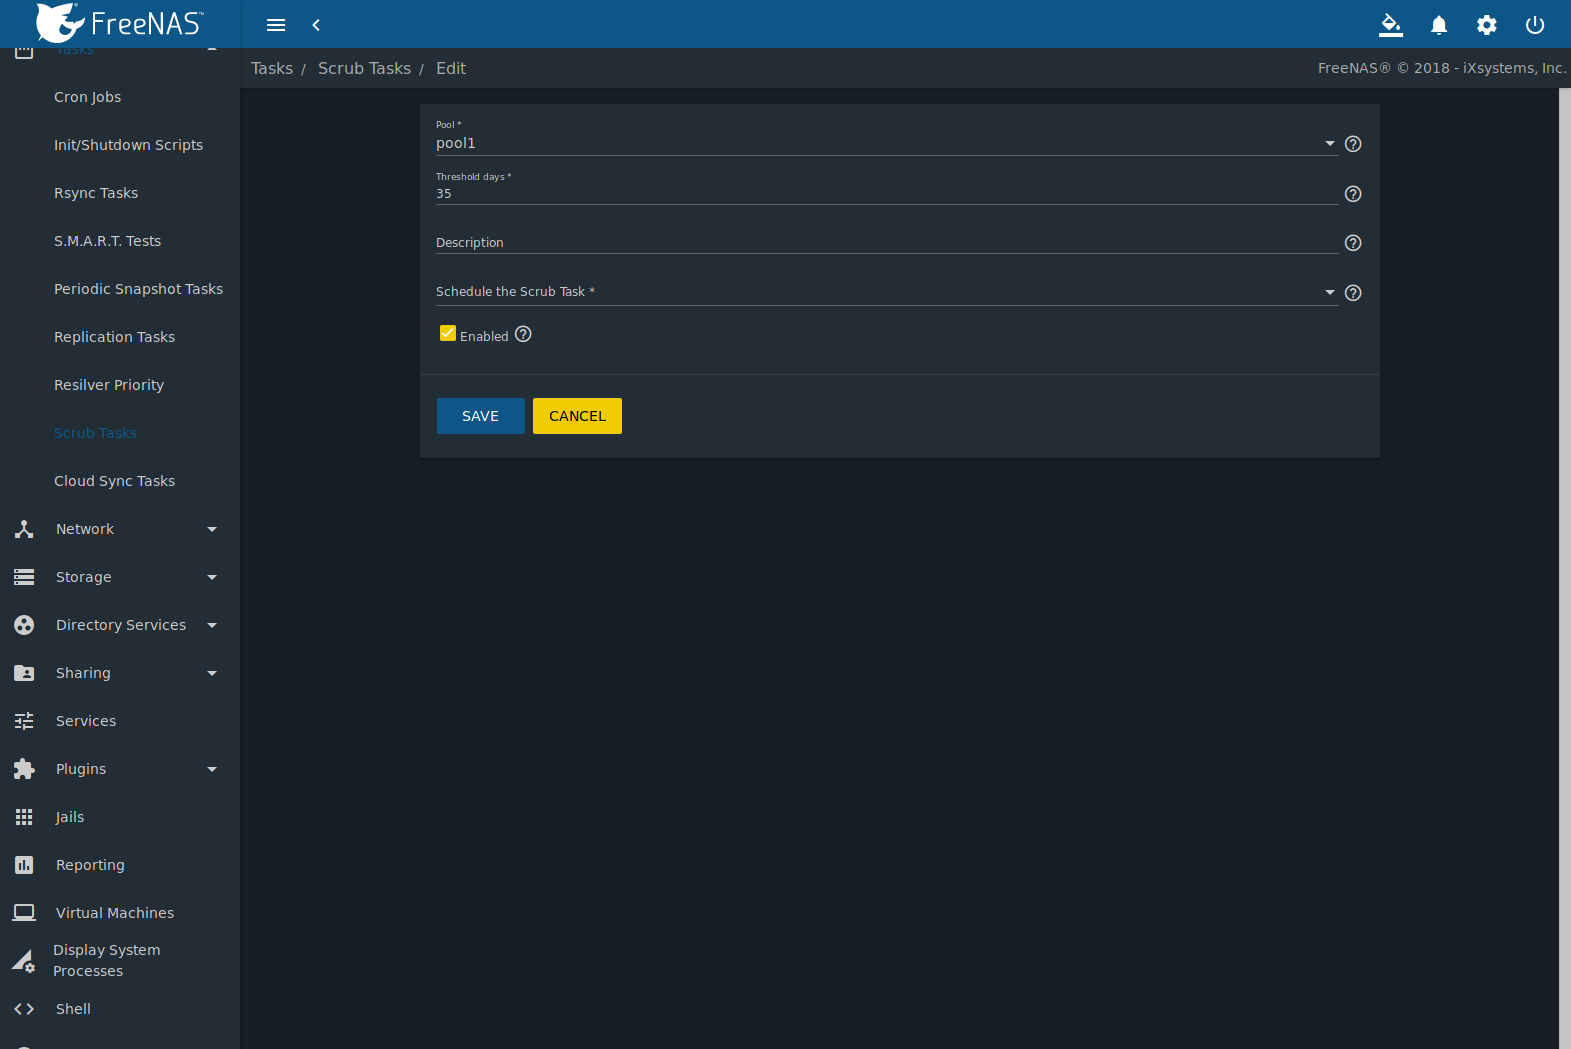 FreeNAS™
Tasks
Cron Jobs
Init/Shutdown Scripts
Rsync Tasks
S.M.A.R.T. Tests
Periodic Snapshot Tasks
Replication Tasks
Resilver Priority
Scrub Tasks
Cloud Sync Tasks
Network
Storage
Directory Services
Sharing
Services
Plugins
Jails
Reporting
Virtual Machines
Display System
Processes
Shell
Tasks / Scrub Tasks / Edit
FreeNAS® © 2018 - iXsystems, Inc.
Pool *
pool1
Threshold days *
35
Description
Schedule the Scrub Task *
Enabled
SAVE CANCEL